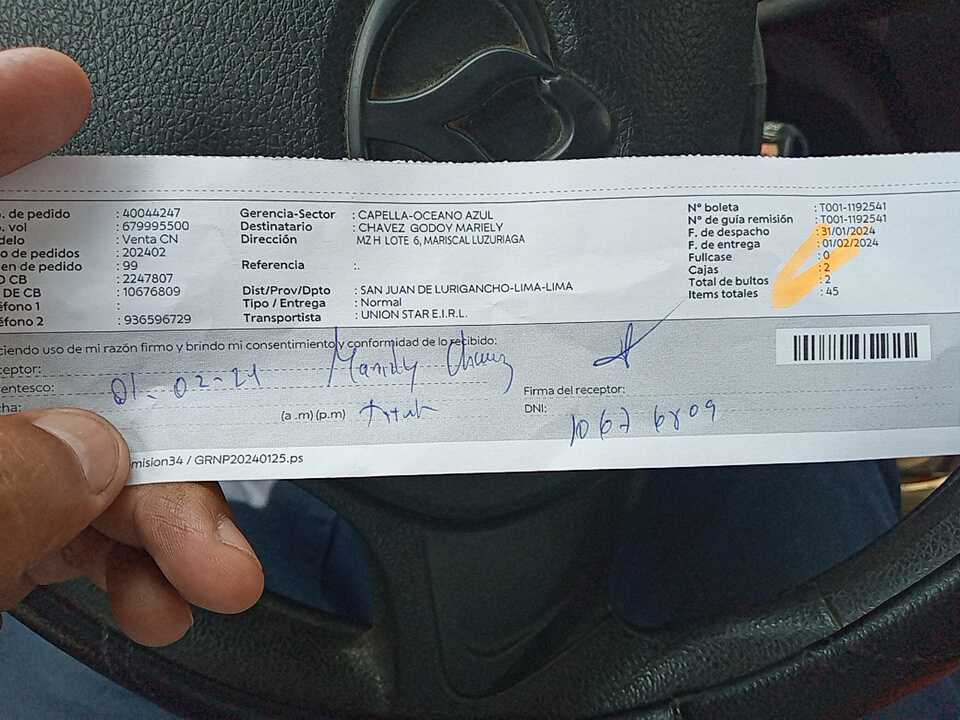 . de pedido : 40044247
. vol : 679995500
delo : Venta CN
o de pedidos : 202402
en de pedido : 99
O CB : 2247807
DE CB : 10676809
éfono 1 :
éfono 2 : 936596729
Gerencia-Sector : CAPELLA-OCEANO AZUL
Destinatario : CHAVEZ GODOY MARIELY
Dirección MZ H LOTE 6, MARISCAL LUZURIAGA
Referencia :.
Dist/Prov/Dpto : SAN JUAN DE LURIGANCHO-LIMA-LIMA
Tipo / Entrega : Normal
Transportista : UNION STAR E.I.R.L.
N° boleta : T001-1192541
N° de guía remisión : T001-1192541
F. de despacho : 31/01/2024
F. de entrega : 01/02/2024
Fullcase : 0
Cajas : 2
Total de bultos : 2
Items totales : 45
ciendo uso de mi razón firmo y brindo mi consentimiento y conformidad de lo recibido:
ceptor: Chavez
entesco:
cha: 01-02-24 (a .m) (p.m)
Firma del receptor:
DNI: 10676809
mision34 / GRNP20240125.ps